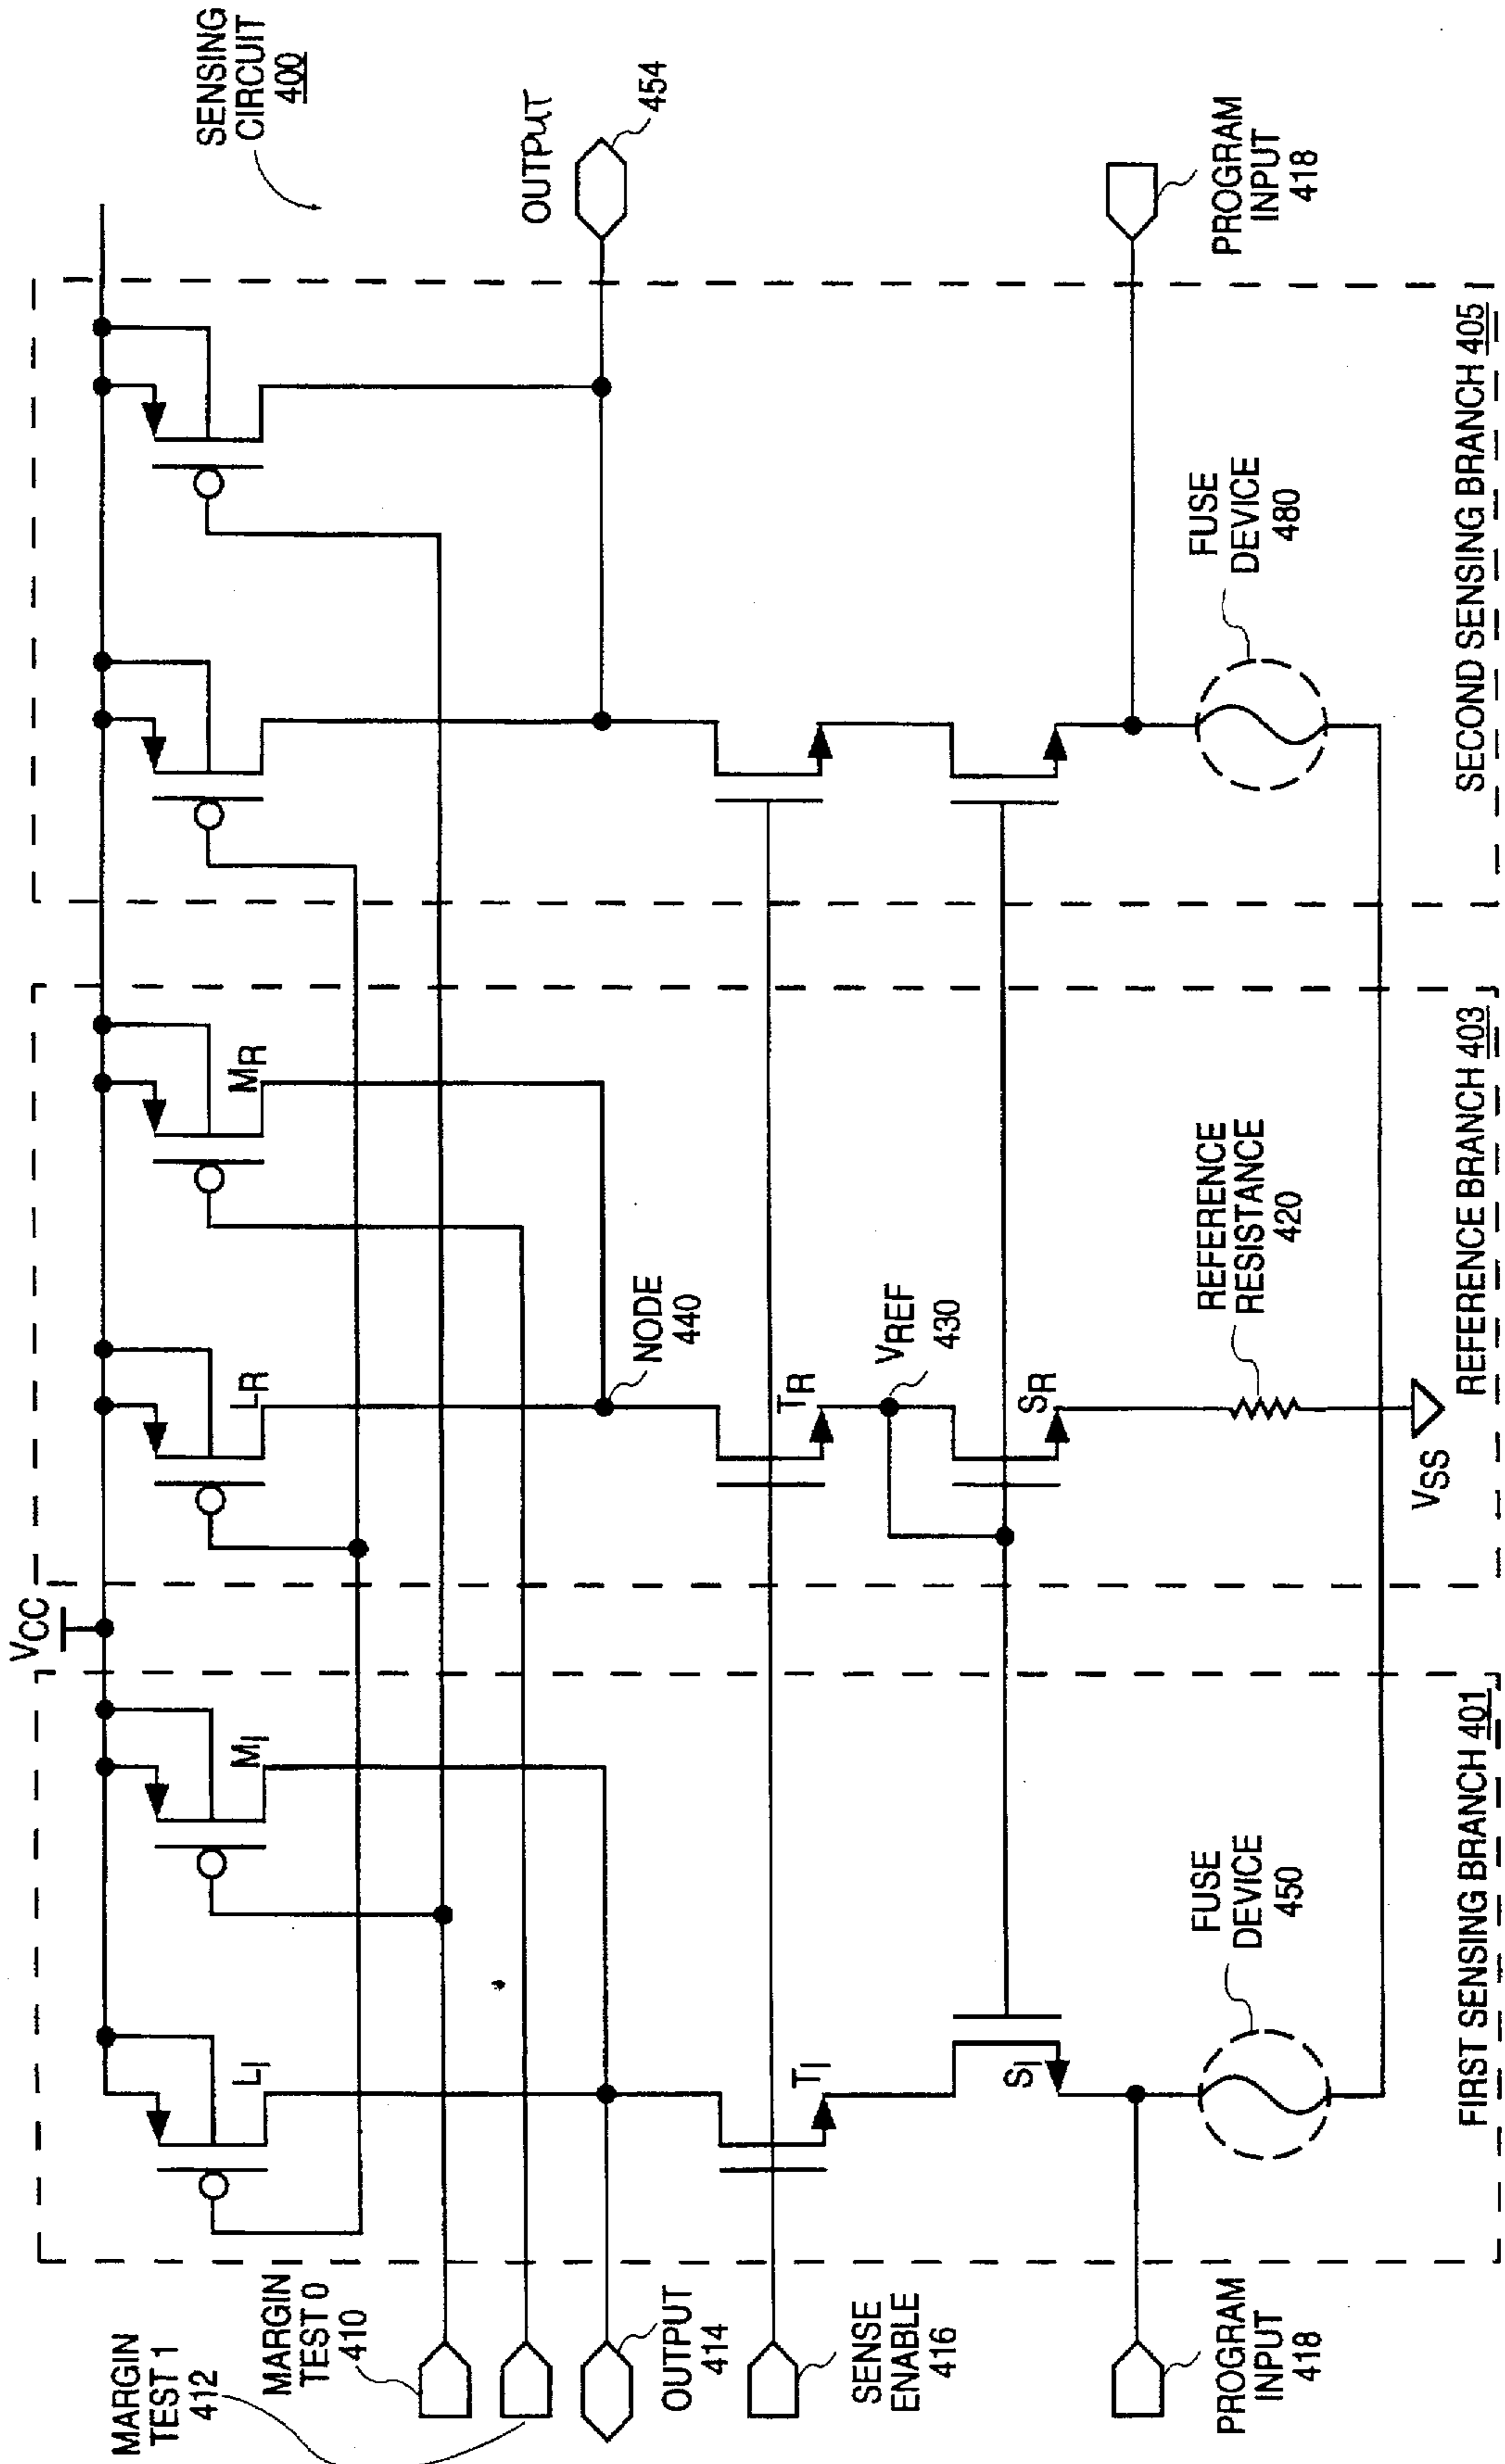 SENSING
CIRCUIT
400
MARGIN
TEST 1
412
MARGIN
TEST 0
410
OUTPUT
414
SENSE
ENABLE
416
PROGRAM
INPUT
418
VCC
LI
MI
TI
SI
FUSE
DEVICE
450
FIRST SENSING BRANCH 401
LR
MR
NODE
440
TR
VREF
430
SR
REFERENCE
RESISTANCE
420
VSS
REFERENCE BRANCH 403
OUTPUT
454
PROGRAM
INPUT
418
FUSE
DEVICE
480
SECOND SENSING BRANCH 405